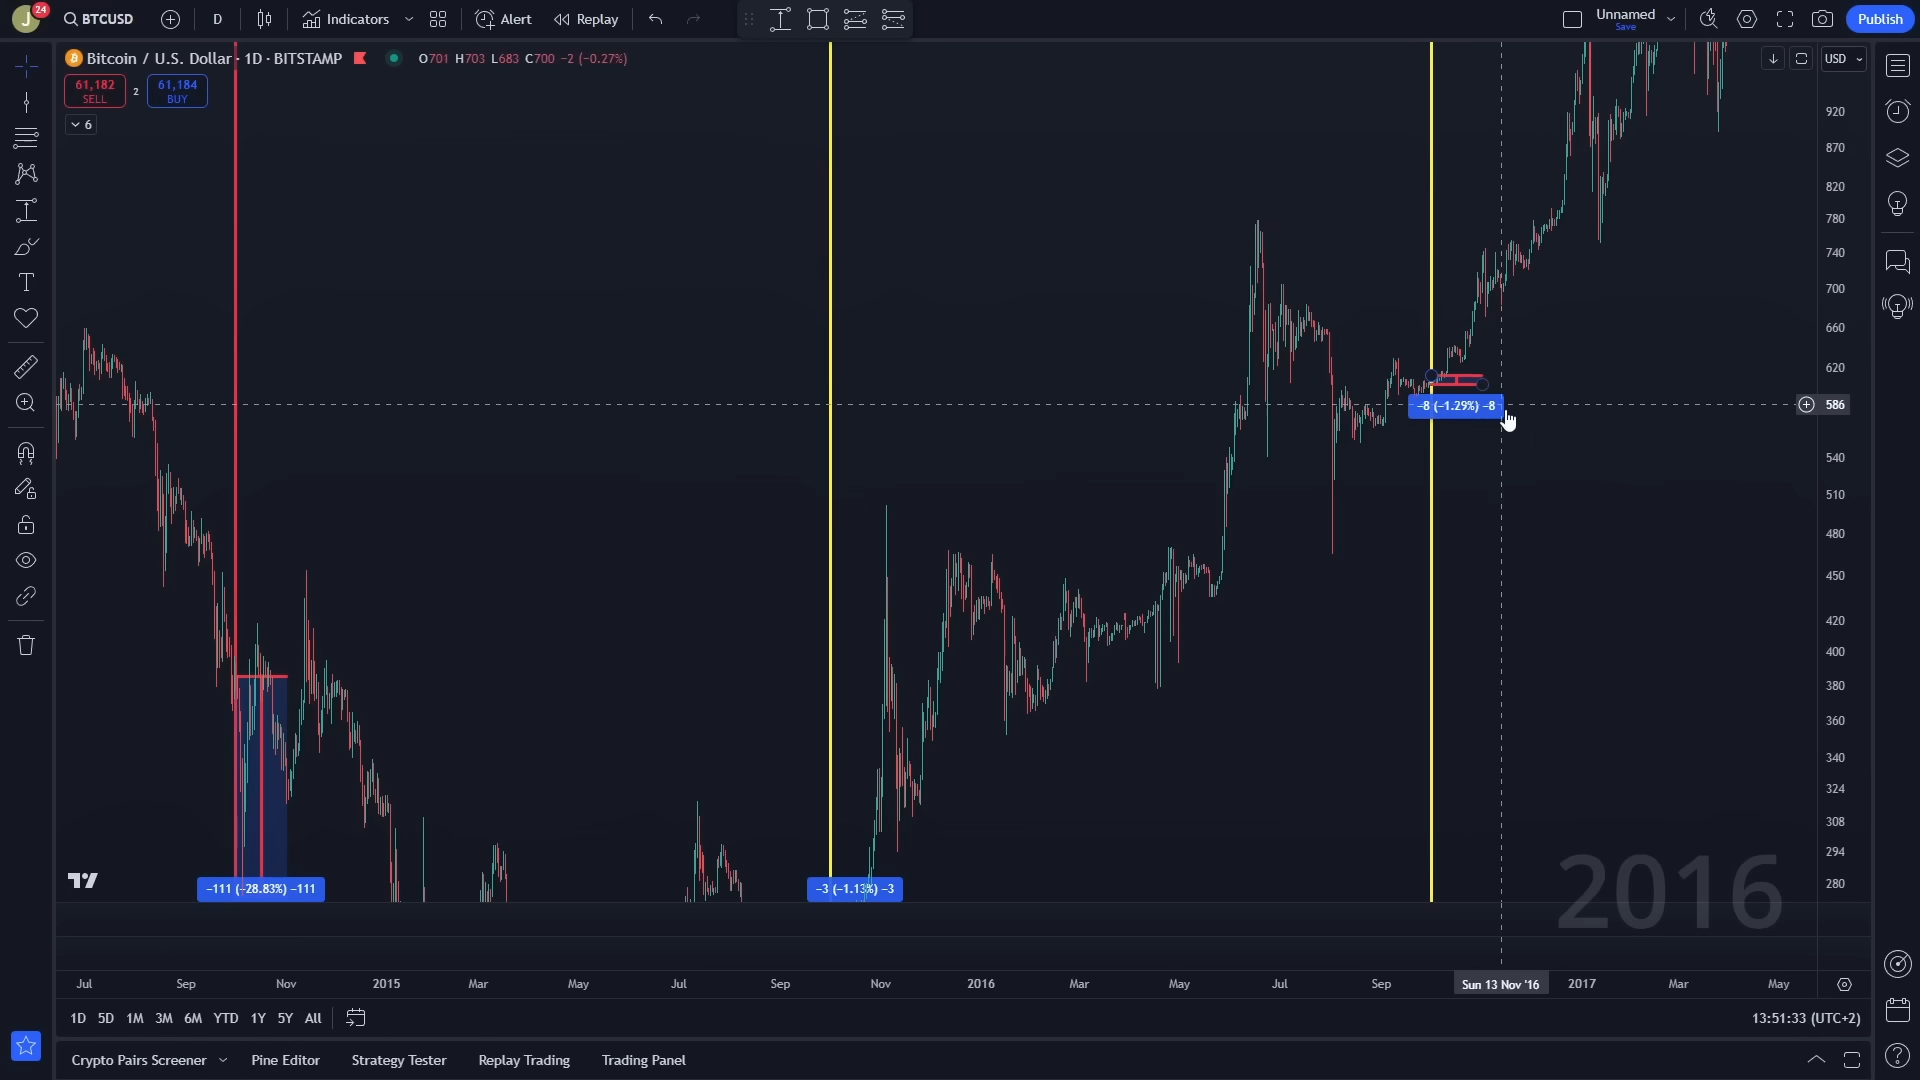 J 24 BTCUSD D Indicators Alert Replay Unnamed Save Publish
Bitcoin / U.S. Dollar · 1D · BITSTAMP O701 H703 L683 C700 −2 (−0.27%) USD
61,182 SELL 2 61,184 BUY
6
920
870
820
780
740
700
660
620
586
540
510
480
450
420
400
380
360
340
324
308
294
280
−8 (−1.29%) −8
−111 (−28.83%) −111
−3 (−1.13%) −3
2016
Jul Sep Nov 2015 Mar May Jul Sep Nov 2016 Mar May Jul Sep Sun 13 Nov '16 2017 Mar May
1D 5D 1M 3M 6M YTD 1Y 5Y All 13:51:33 (UTC+2)
Crypto Pairs Screener Pine Editor Strategy Tester Replay Trading Trading Panel